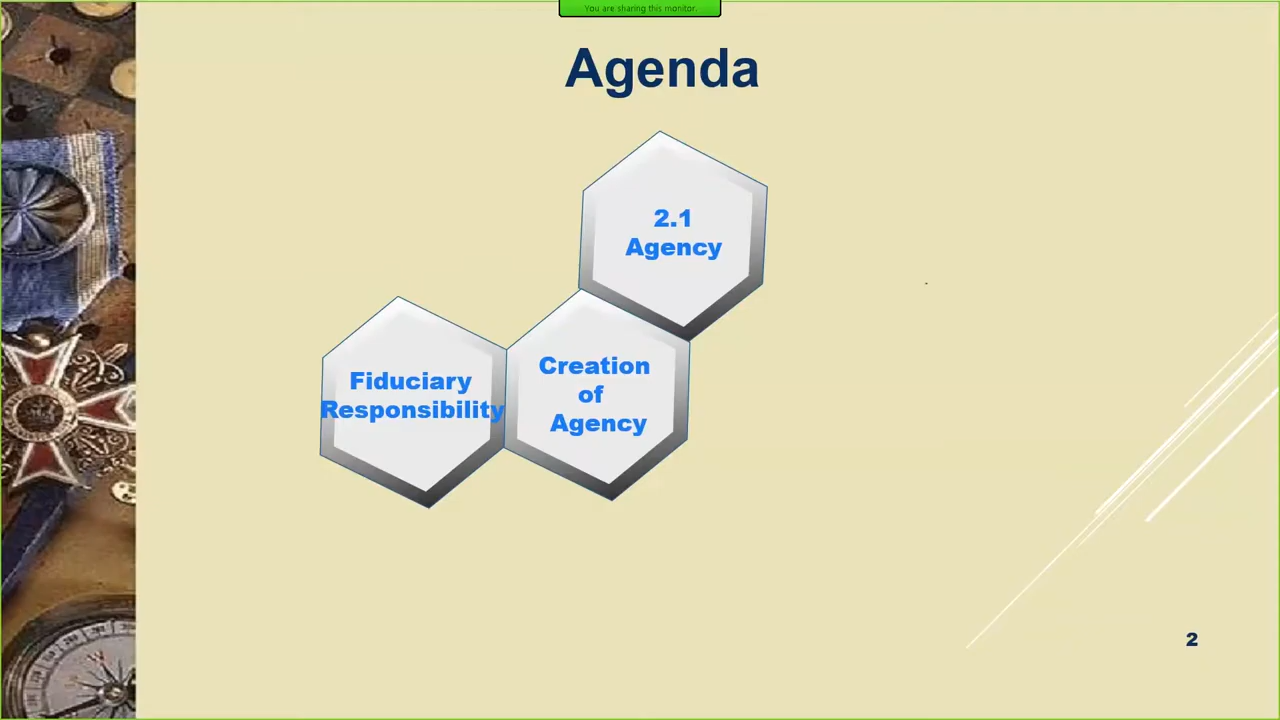 You are sharing this monitor.
Agenda
2.1
Agency
Creation
of
Agency
Fiduciary
Responsibility
2